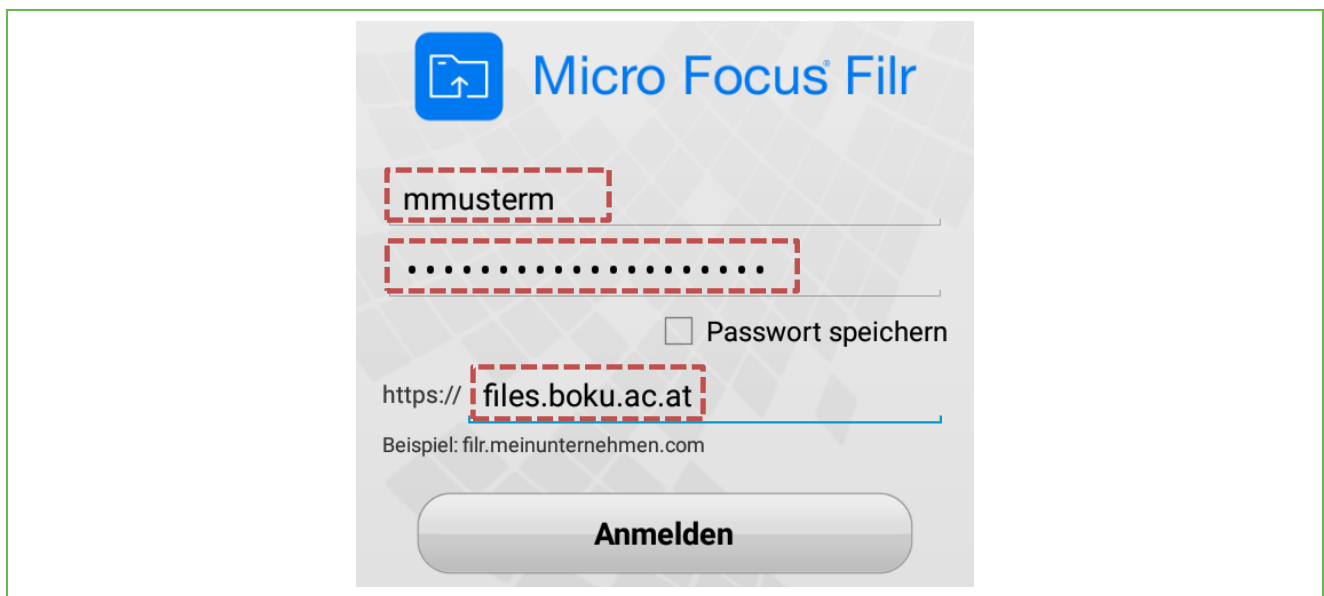 Micro Focus® Filr
mmusterm
••••••••••••••••••••
Passwort speichern
https:// files.boku.ac.at
Beispiel: filr.meinunternehmen.com
Anmelden